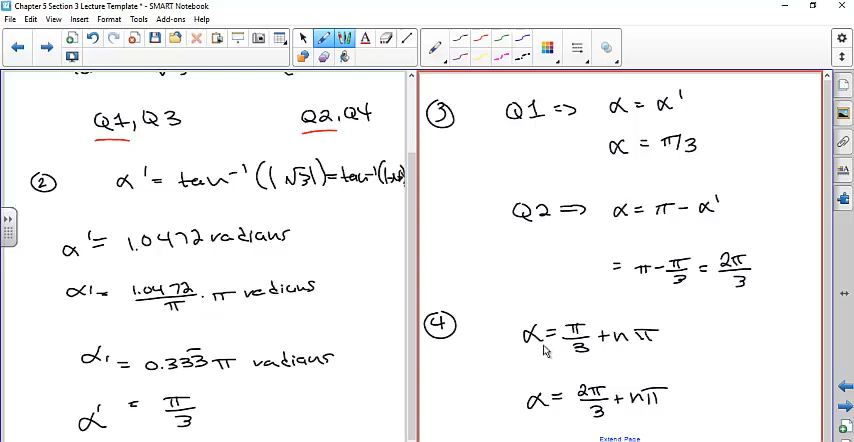 Chapter 5 Section 3 Lecture Template * - SMART Notebook
File Edit View Insert Format Tools Add-ons Help
Q1, Q3
Q2, Q4
② α' = tan⁻¹(|√3|) = tan⁻¹(
α' = 1.0472 radians
α' = 1.0472/π · π radians
α' = 0.333̅π radians
α' = π/3
③ Q1 => α = α'
α = π/3
Q2 => α = π - α'
= π - π/3 = 2π/3
④ α = π/3 + nπ
α = 2π/3 + nπ
Extend Page